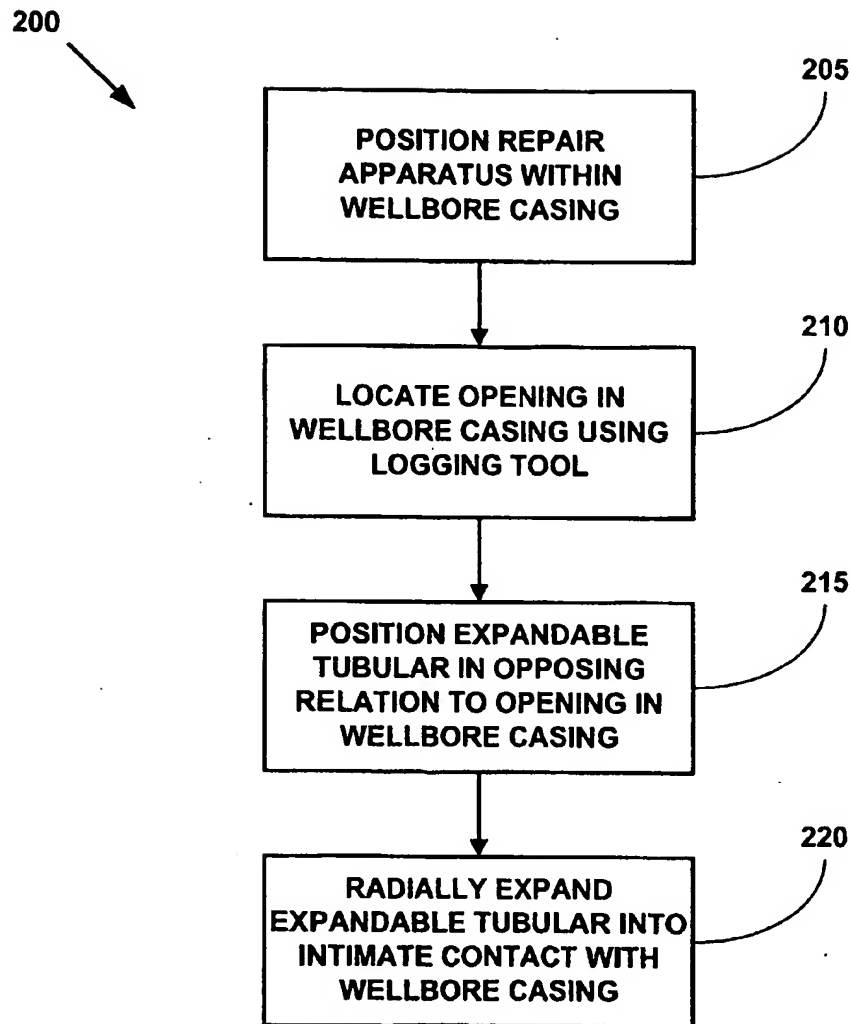 200
205
POSITION REPAIR
APPARATUS WITHIN
WELLBORE CASING
210
LOCATE OPENING IN
WELLBORE CASING USING
LOGGING TOOL
215
POSITION EXPANDABLE
TUBULAR IN OPPOSING
RELATION TO OPENING IN
WELLBORE CASING
220
RADIALLY EXPAND
EXPANDABLE TUBULAR INTO
INTIMATE CONTACT WITH
WELLBORE CASING